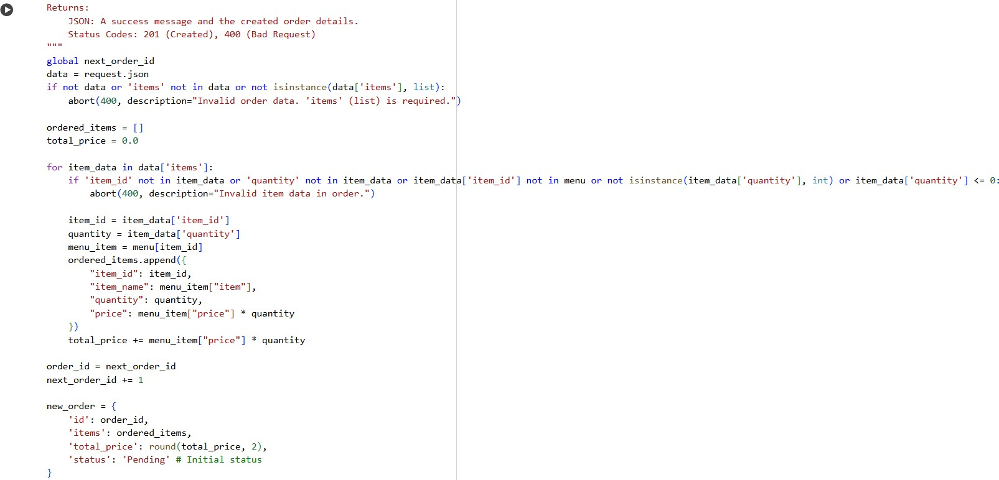 Returns:
    JSON: A success message and the created order details.
    Status Codes: 201 (Created), 400 (Bad Request)
"""
global next_order_id
data = request.json
if not data or 'items' not in data or not isinstance(data['items'], list):
    abort(400, description="Invalid order data. 'items' (list) is required.")

ordered_items = []
total_price = 0.0

for item_data in data['items']:
    if 'item_id' not in item_data or 'quantity' not in item_data or item_data['item_id'] not in menu or not isinstance(item_data['quantity'], int) or item_data['quantity'] <= 0:
        abort(400, description="Invalid item data in order.")

    item_id = item_data['item_id']
    quantity = item_data['quantity']
    menu_item = menu[item_id]
    ordered_items.append({
        "item_id": item_id,
        "item_name": menu_item["item"],
        "quantity": quantity,
        "price": menu_item["price"] * quantity
    })
    total_price += menu_item["price"] * quantity

order_id = next_order_id
next_order_id += 1

new_order = {
    'id': order_id,
    'items': ordered_items,
    'total_price': round(total_price, 2),
    'status': 'Pending' # Initial status
}